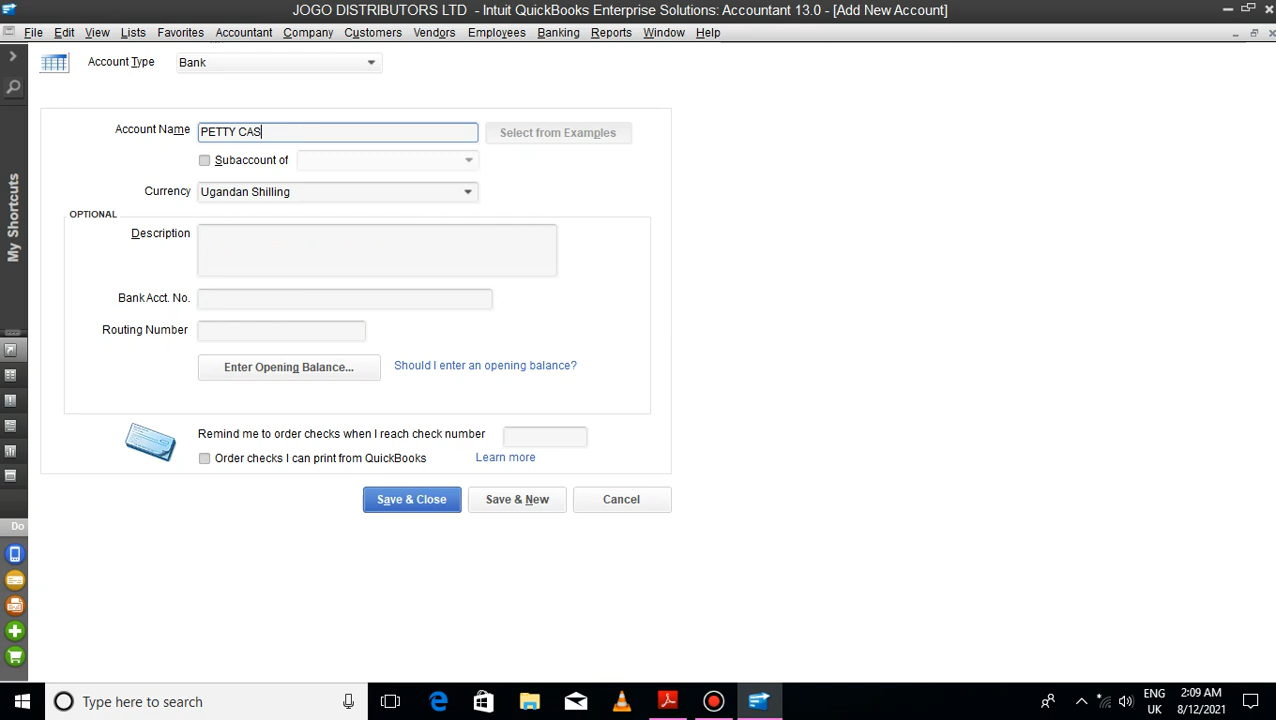 JOGO DISTRIBUTORS LTD - Intuit QuickBooks Enterprise Solutions: Accountant 13.0 - [Add New Account]
File Edit View Lists Favorites Accountant Company Customers Vendors Employees Banking Reports Window Help
Account Type Bank
Account Name PETTY CAS Select from Examples
Subaccount of
Currency Ugandan Shilling
OPTIONAL
Description
Bank Acct. No.
Routing Number
Enter Opening Balance... Should I enter an opening balance?
Remind me to order checks when I reach check number
Order checks I can print from QuickBooks Learn more
Save & Close Save & New Cancel
My Shortcuts
Do
Type here to search
ENG 2:09 AM
UK 8/12/2021